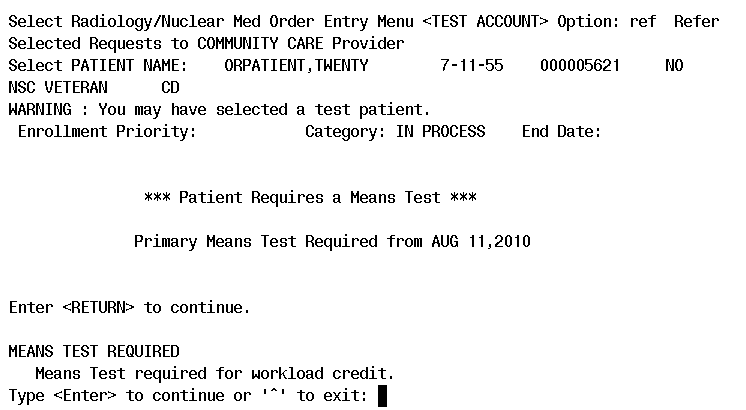 Select Radiology/Nuclear Med Order Entry Menu <TEST ACCOUNT> Option: ref  Refer
Selected Requests to COMMUNITY CARE Provider
Select PATIENT NAME:    ORPATIENT,TWENTY        7-11-55    000005621     NO
NSC VETERAN      CD
WARNING : You may have selected a test patient.
 Enrollment Priority:            Category: IN PROCESS    End Date:
*** Patient Requires a Means Test ***
Primary Means Test Required from AUG 11,2010
Enter <RETURN> to continue.
MEANS TEST REQUIRED
   Means Test required for workload credit.
Type <Enter> to continue or '^' to exit: